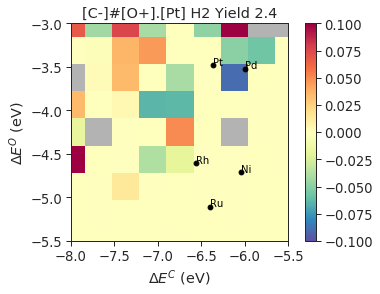 [C-]#[O+].[Pt] H2 Yield 2.4
−3.0
−3.5
−4.0
−4.5
−5.0
−5.5
ΔE^O (eV)
Pt
Pd
Rh
Ni
Ru
−8.0 −7.5 −7.0 −6.5 −6.0 −5.5
ΔE^C (eV)
0.100
0.075
0.050
0.025
0.000
−0.025
−0.050
−0.075
−0.100